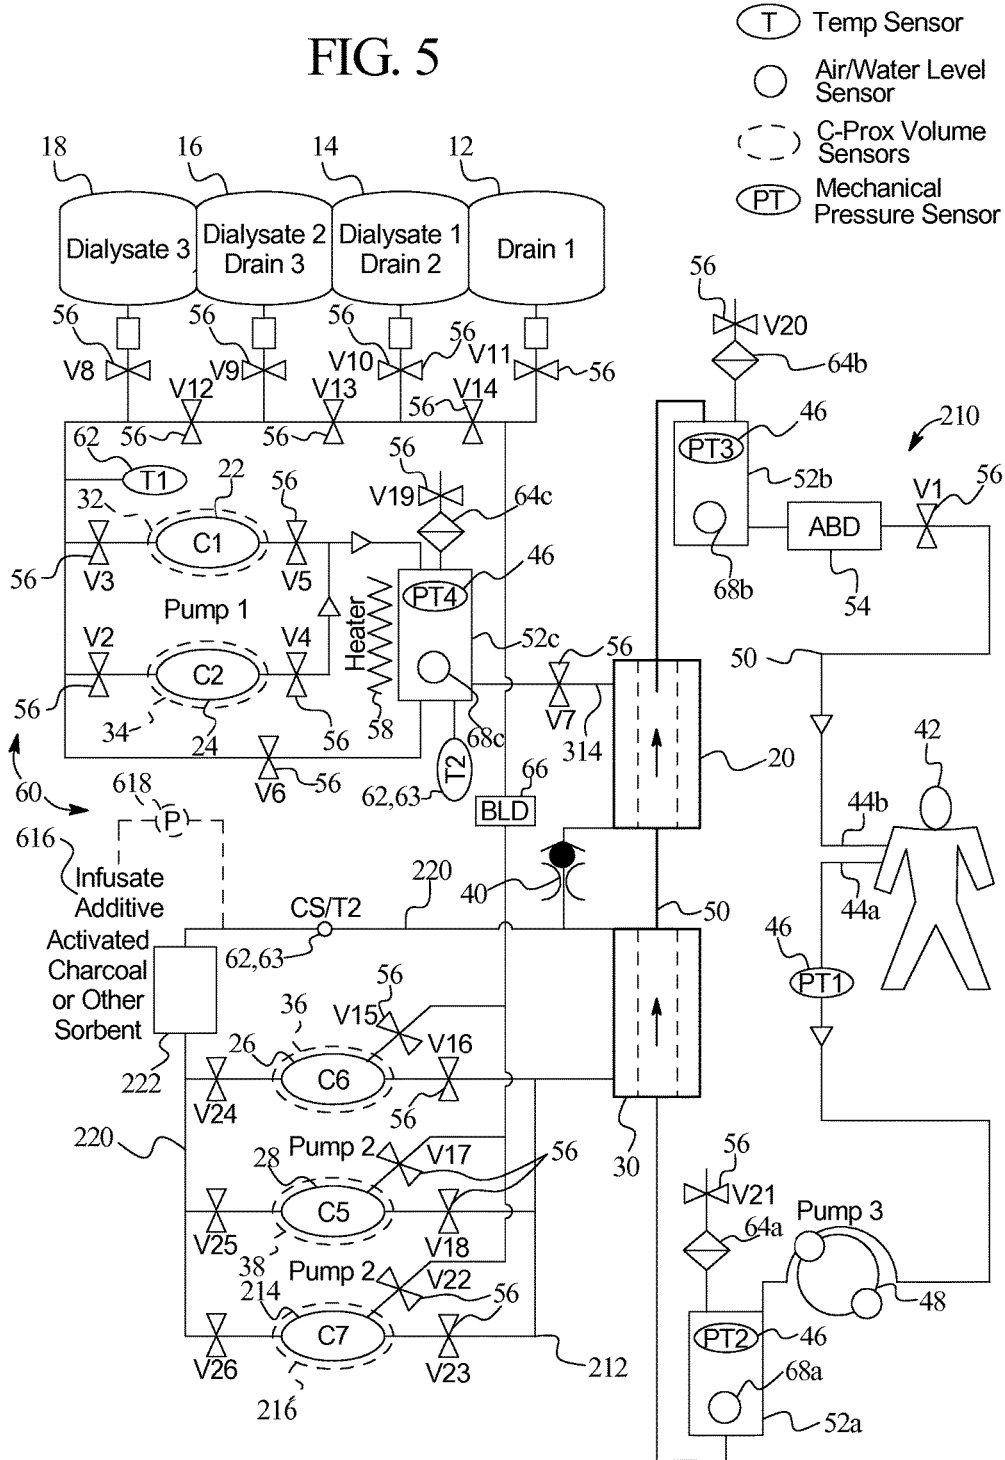 FIG. 5
T Temp Sensor
Air/Water Level
Sensor
C-Prox Volume
Sensors
PT Mechanical
Pressure Sensor
18
16
14
12
Dialysate 3
Dialysate 2
Drain 3
Dialysate 1
Drain 2
Drain 1
56
V8
56
V9
56
V10
56
V11
56
V12
56
V13
56
V14
56
56
V20
64b
62
T1
56
V19
64c
46
PT3
52b
210
32
22
56
C1
56
V3
V5
46
PT4
68b
ABD
54
V1
56
Pump 1
Heater
52c
V2
V4
C2
56
34
24
56
58
68c
56
V7
314
50
60
V6
56
T2
62,63
66
BLD
20
42
618
P
616
Infusate
Additive
CS/T2
220
40
50
44b
44a
62,63
Activated
Charcoal
or Other
Sorbent
222
46
PT1
56
V15
36
26
V16
C6
V24
56
30
220
Pump 2
V17
56
28
C5
V25
38
V18
56
V21
64a
Pump 3
48
Pump 2
V22
56
214
C7
V26
V23
216
212
PT2
46
68a
52a